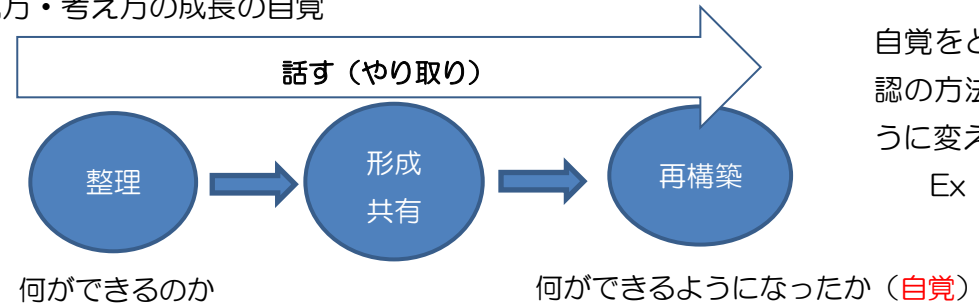 方・考え方の成長の自覚
話す(やり取り)
整理
形成
共有
再構築
何ができるのか
何ができるようになったか(自覚)
自覚を
認の方法
うに変え
Ex